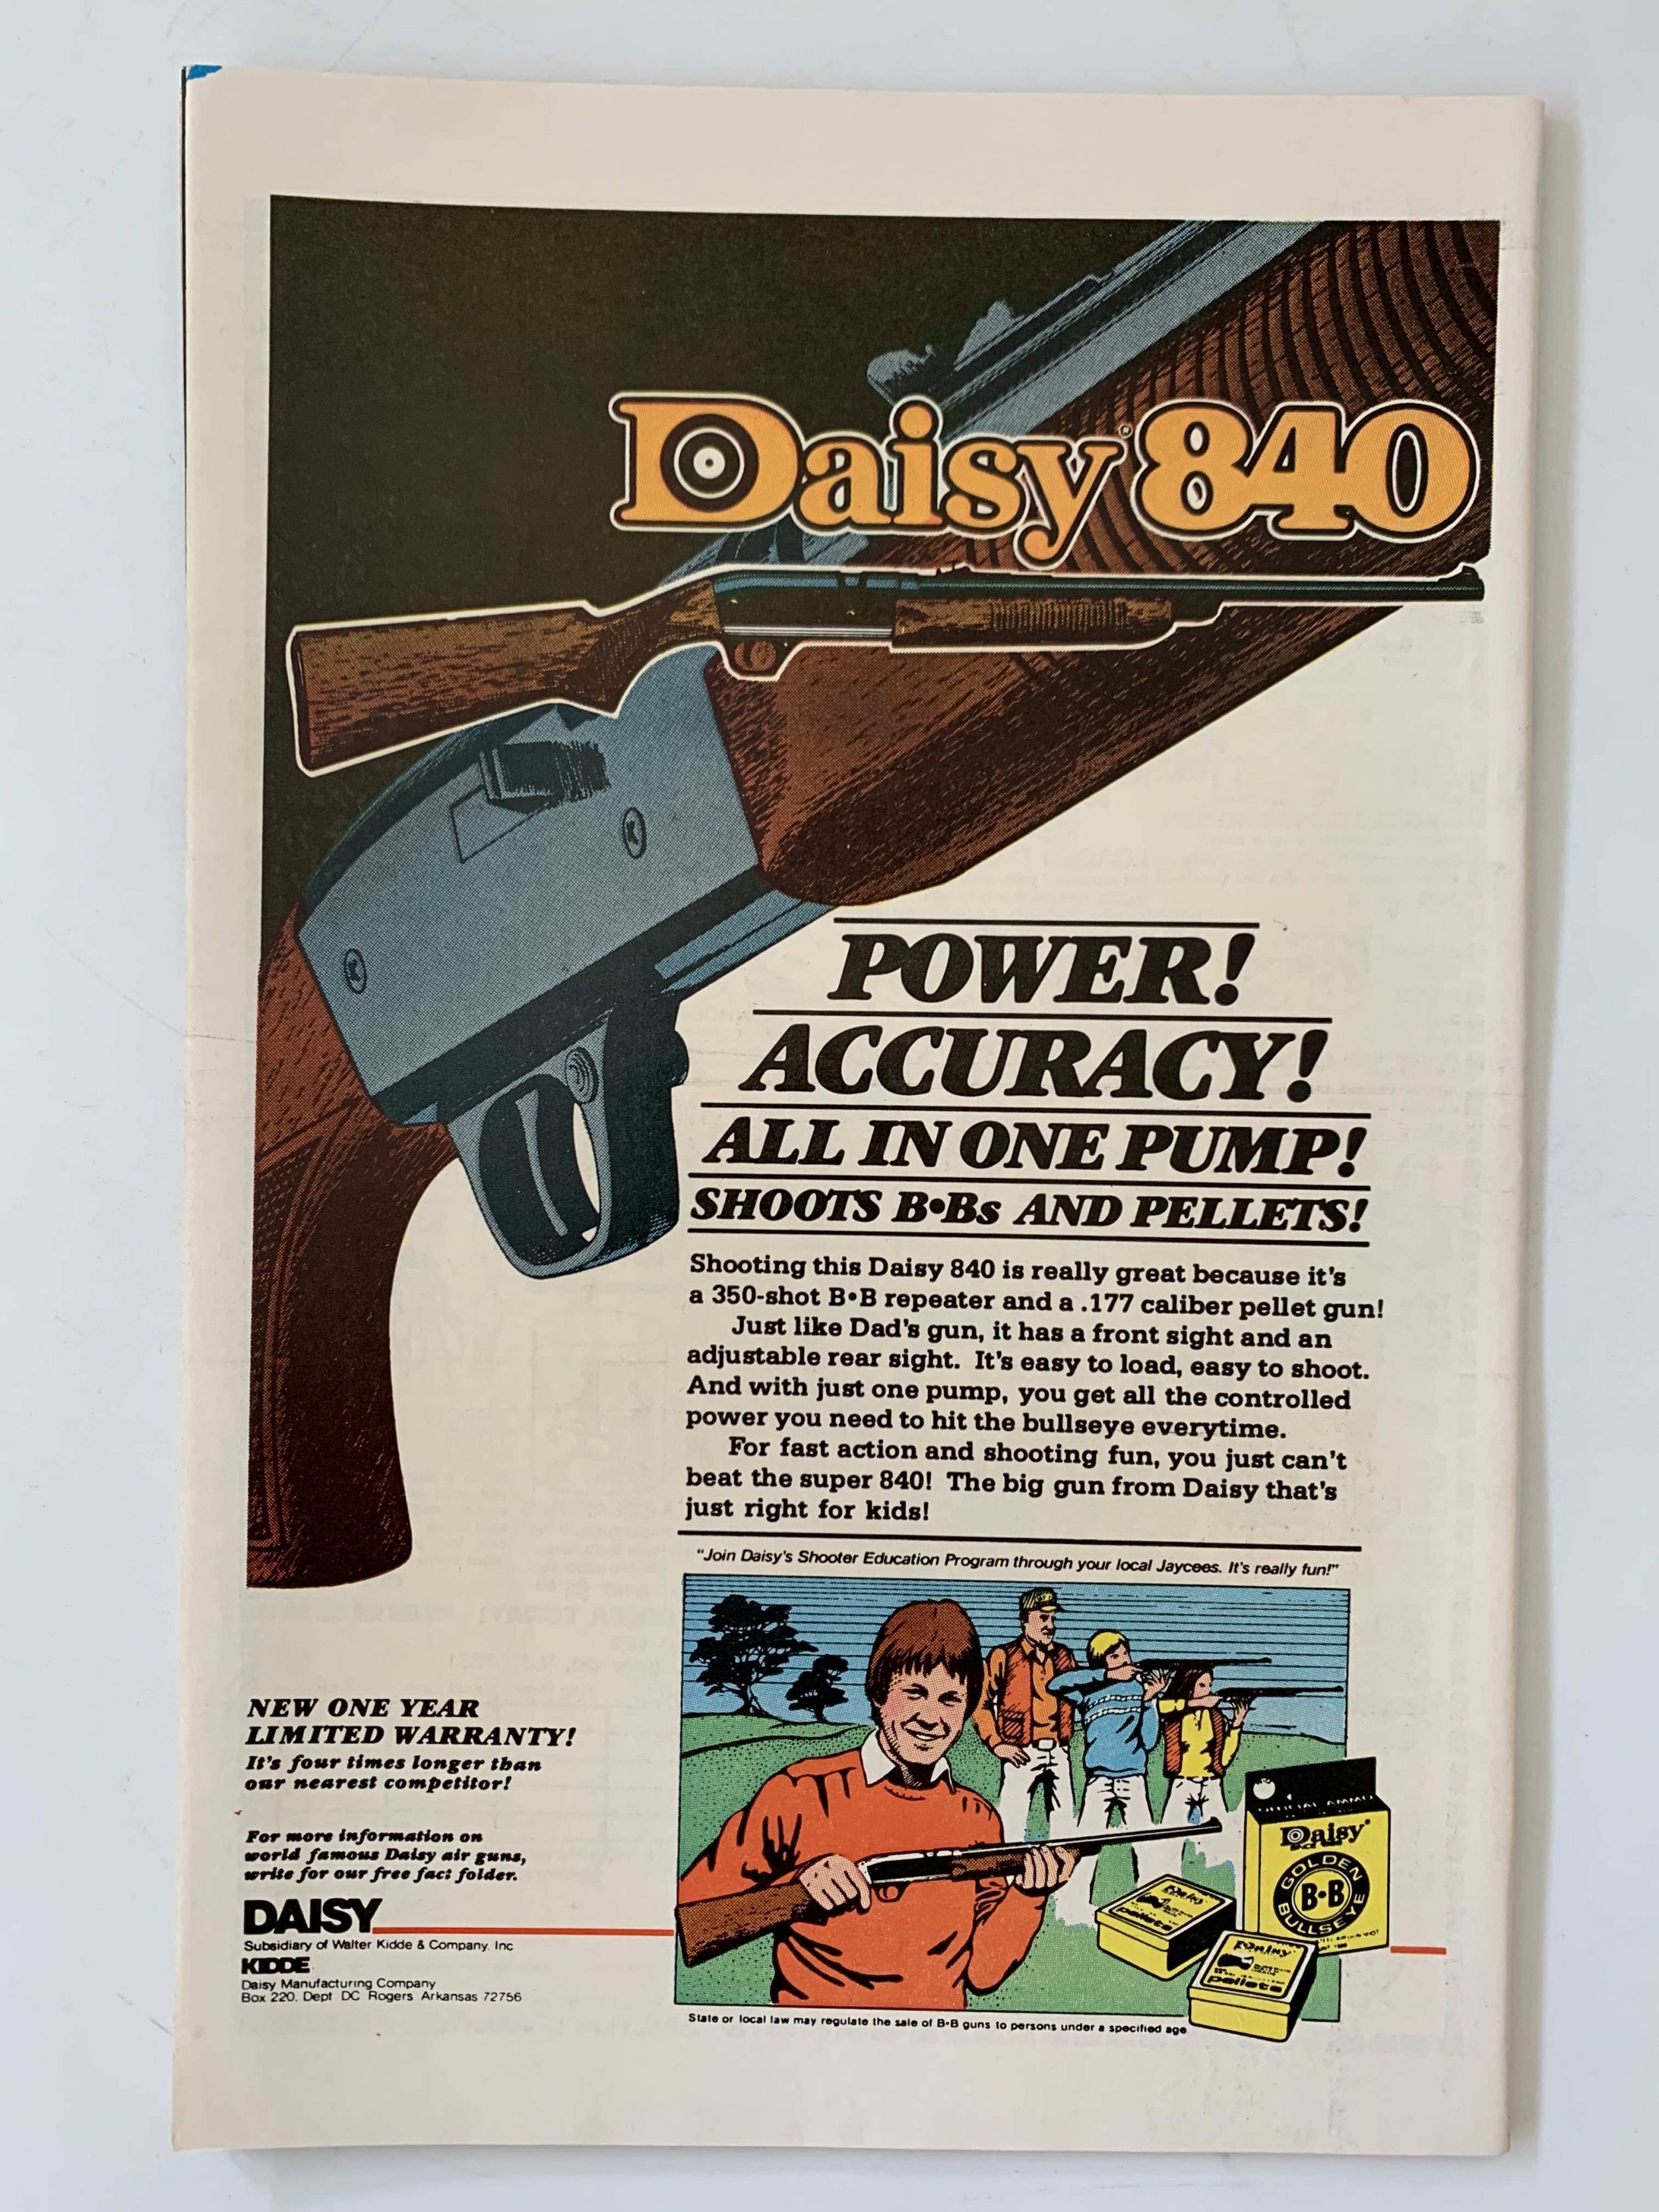 Daisy® 840
POWER!
ACCURACY!
ALL IN ONE PUMP!
SHOOTS B•Bs AND PELLETS!
Shooting this Daisy 840 is really great because it's
a 350-shot B•B repeater and a .177 caliber pellet gun!
Just like Dad's gun, it has a front sight and an
adjustable rear sight. It's easy to load, easy to shoot.
And with just one pump, you get all the controlled
power you need to hit the bullseye everytime.
For fast action and shooting fun, you just can't
beat the super 840! The big gun from Daisy that's
just right for kids!
"Join Daisy's Shooter Education Program through your local Jaycees. It's really fun!"
NEW ONE YEAR
LIMITED WARRANTY!
It's four times longer than
our nearest competitor!
For more information on
world famous Daisy air guns,
write for our free fact folder.
DAISY
Subsidiary of Walter Kidde & Company, Inc
KIDDE
Daisy Manufacturing Company
Box 220, Dept DC Rogers Arkansas 72756
OFFICIAL AMMO
Daisy®
GOLDEN
B•B
BULLSEYE
Daisy
pellets
Daisy
pellets
State or local law may regulate the sale of B•B guns to persons under a specified age